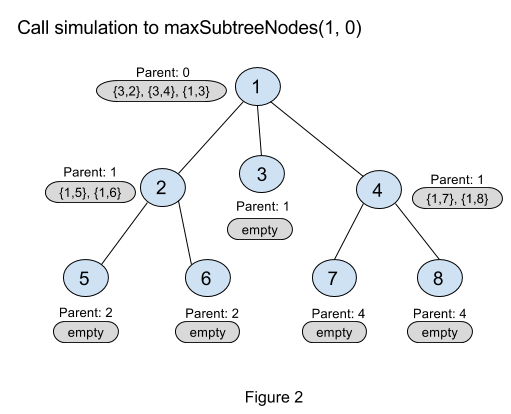 Call simulation to maxSubtreeNodes(1, 0)
Parent: 0
{3,2}, {3,4}, {1,3}
1
Parent: 1
{1,5}, {1,6}
2
3
Parent: 1
empty
4
Parent: 1
{1,7}, {1,8}
5
6
7
8
Parent: 2
empty
Parent: 2
empty
Parent: 4
empty
Parent: 4
empty
Figure 2